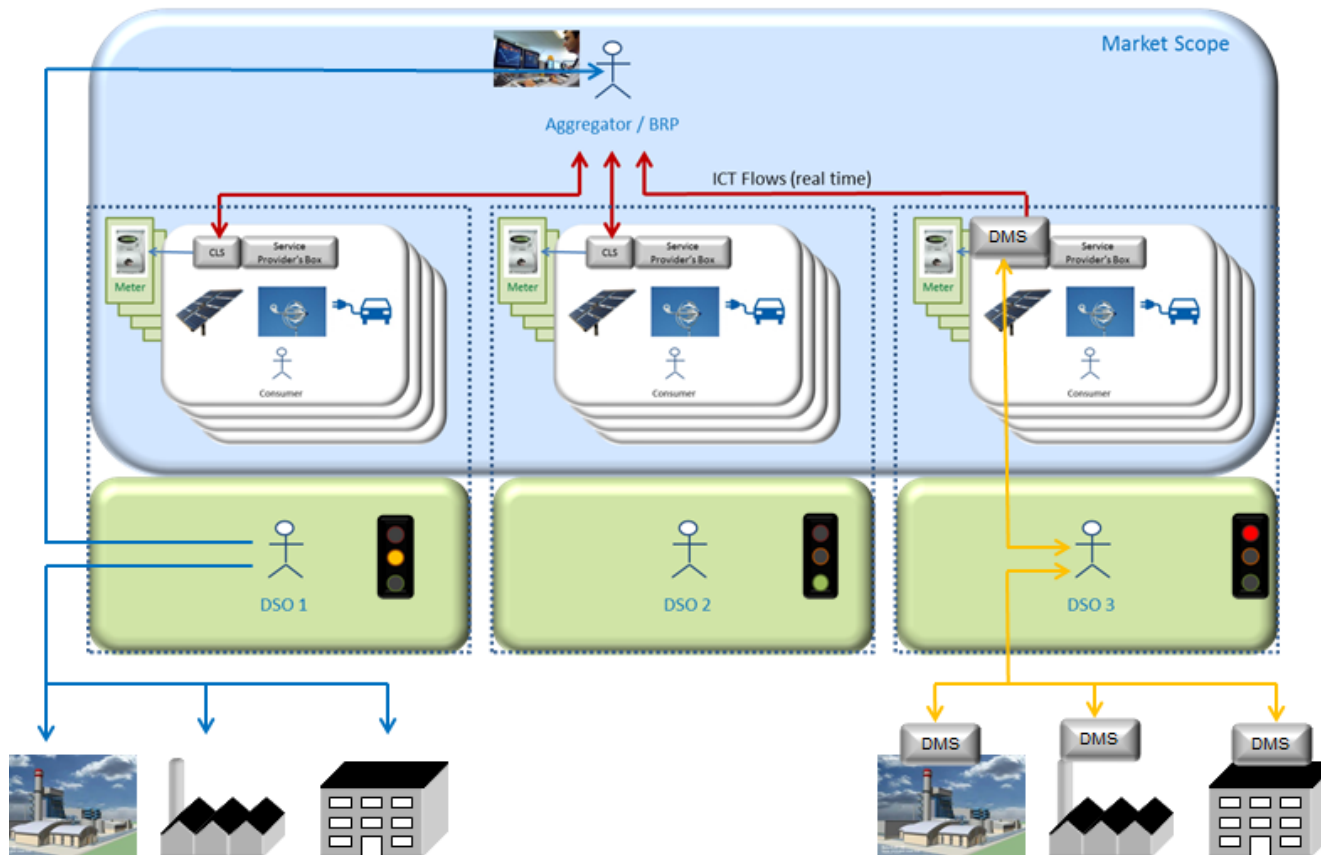 Market Scope
Aggregator / BRP
ICT Flows (real time)
CLS
Service
Provider's Box
Meter
Consumer
CLS
Service
Provider's Box
Meter
Consumer
DMS
Service
Provider's Box
Meter
Consumer
DSO 1
DSO 2
DSO 3
DMS
DMS
DMS